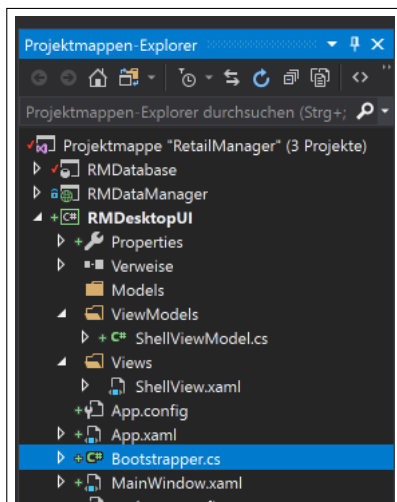 Projektmappen-Explorer
Projektmappen-Explorer durchsuchen (Strg+;
Projektmappe "RetailManager" (3 Projekte)
RMDatabase
RMDataManager
C# RMDesktopUI
Properties
Verweise
Models
ViewModels
C# ShellViewModel.cs
Views
ShellView.xaml
App.config
App.xaml
C# Bootstrapper.cs
MainWindow.xaml